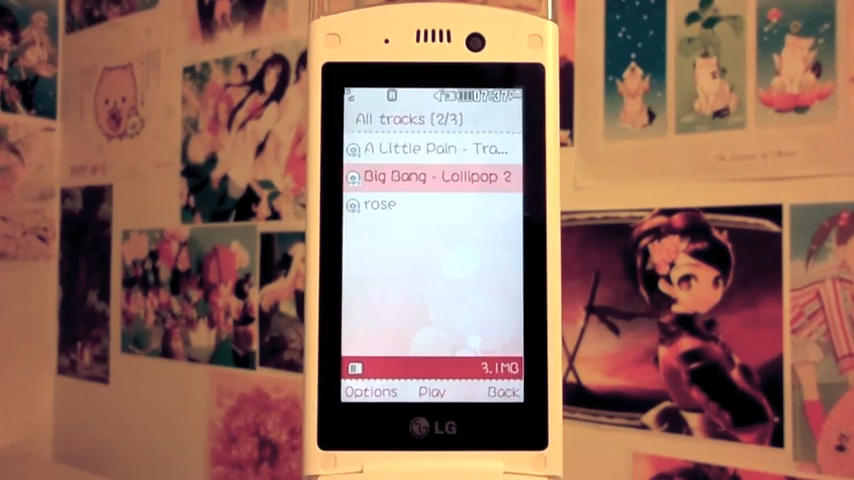 07:37PM
All tracks [2/3]
A Little Pain - Tra...
Big Bang - Lollipop 2
rose
3.1MB
Options Play Back
LG